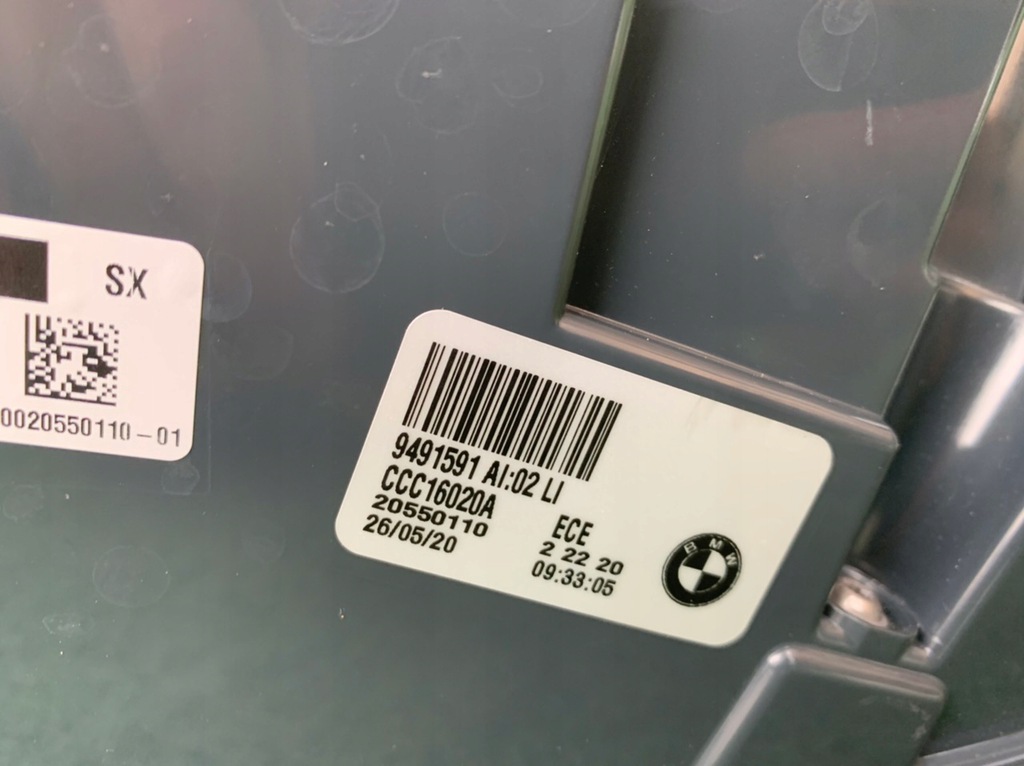 SX
0020550110-01
9491591 AI:02 LI
CCC16020A
20550110
26/05/20
ECE
2 22 20
09:33:05
BMW